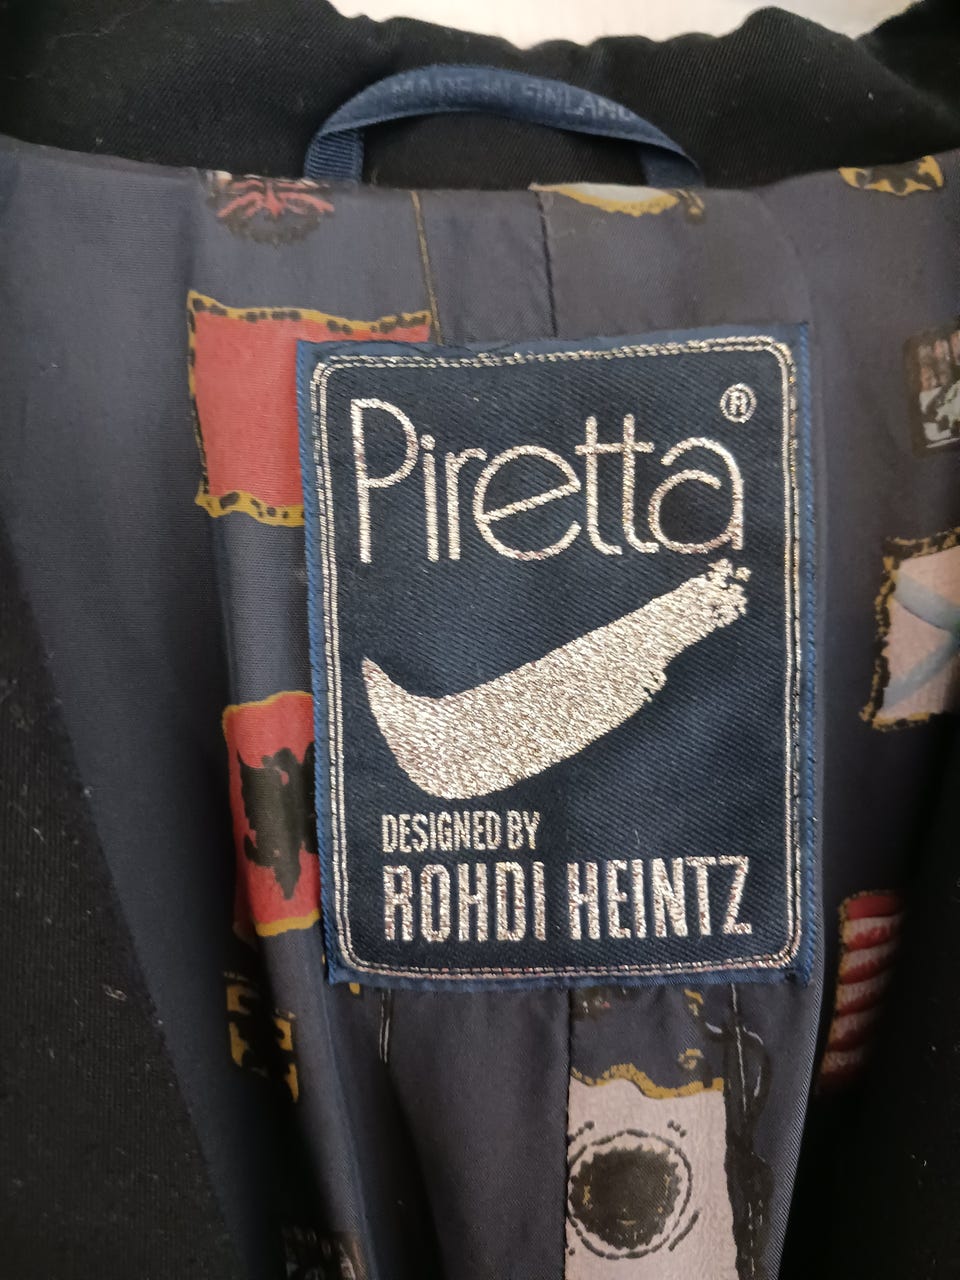 MADE IN FINLAND
Piretta®
DESIGNED BY
ROHDI HEINTZ